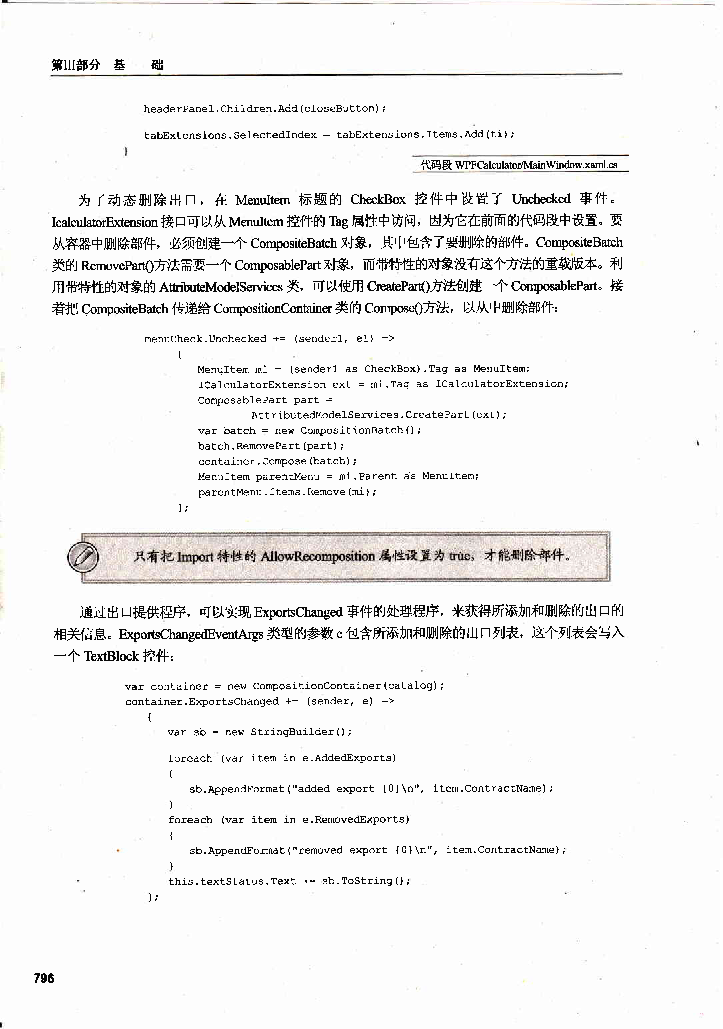 第III部分 基 础
headerPanel.Children.Add(closeButton);
tabExtensions.SelectedIndex = tabExtensions.Items.Add(ti);
}
代码段 WPFCalculator/MainWindow.xaml.cs
为了动态删除出口，在 MenuItem 标题的 CheckBox 控件中设置了 Unchecked 事件。
IcalculatorExtension 接口可以从 MenuItem 控件的 Tag 属性中访问，因为它在前面的代码段中设置。要
从容器中删除部件，必须创建一个 CompositeBatch 对象，其中包含了要删除的部件。CompositeBatch
类的 RemovePart()方法需要一个 ComposablePart 对象，而带特性的对象没有这个方法的重载版本。利
用带特性的对象的 AttributeModelServices 类，可以使用 CreatePart()方法创建一个 ComposablePart。接
着把 CompositeBatch 传递给 CompositionContainer 类的 Compose()方法，以从中删除部件：
menuCheck.Unchecked += (sender1, e1) =>
{
MenuItem mi = (sender1 as CheckBox).Tag as MenuItem;
ICalculatorExtension ext = mi.Tag as ICalculatorExtension;
ComposablePart part =
AttributedModelServices.CreatePart(ext);
var batch = new CompositionBatch();
batch.RemovePart(part);
container.Compose(batch);
MenuItem parentMenu = mi.Parent as MenuItem;
parentMenu.Items.Remove(mi);
};
只有把 Import 特性的 AllowRecomposition 属性设置为 true，才能删除部件。
通过出口提供程序，可以实现 ExportsChanged 事件的处理程序，来获得所添加和删除的出口的
相关信息。ExportsChangedEventArgs 类型的参数 e 包含所添加和删除的出口列表，这个列表会写入
一个 TextBlock 控件：
var container = new CompositionContainer(catalog);
container.ExportsChanged += (sender, e) =>
{
var sb = new StringBuilder();
foreach (var item in e.AddedExports)
{
sb.AppendFormat("added export {0}\n", item.ContractName);
}
foreach (var item in e.RemovedExports)
{
sb.AppendFormat("removed export {0}\n", item.ContractName);
}
this.textStatus.Text += sb.ToString();
};
796